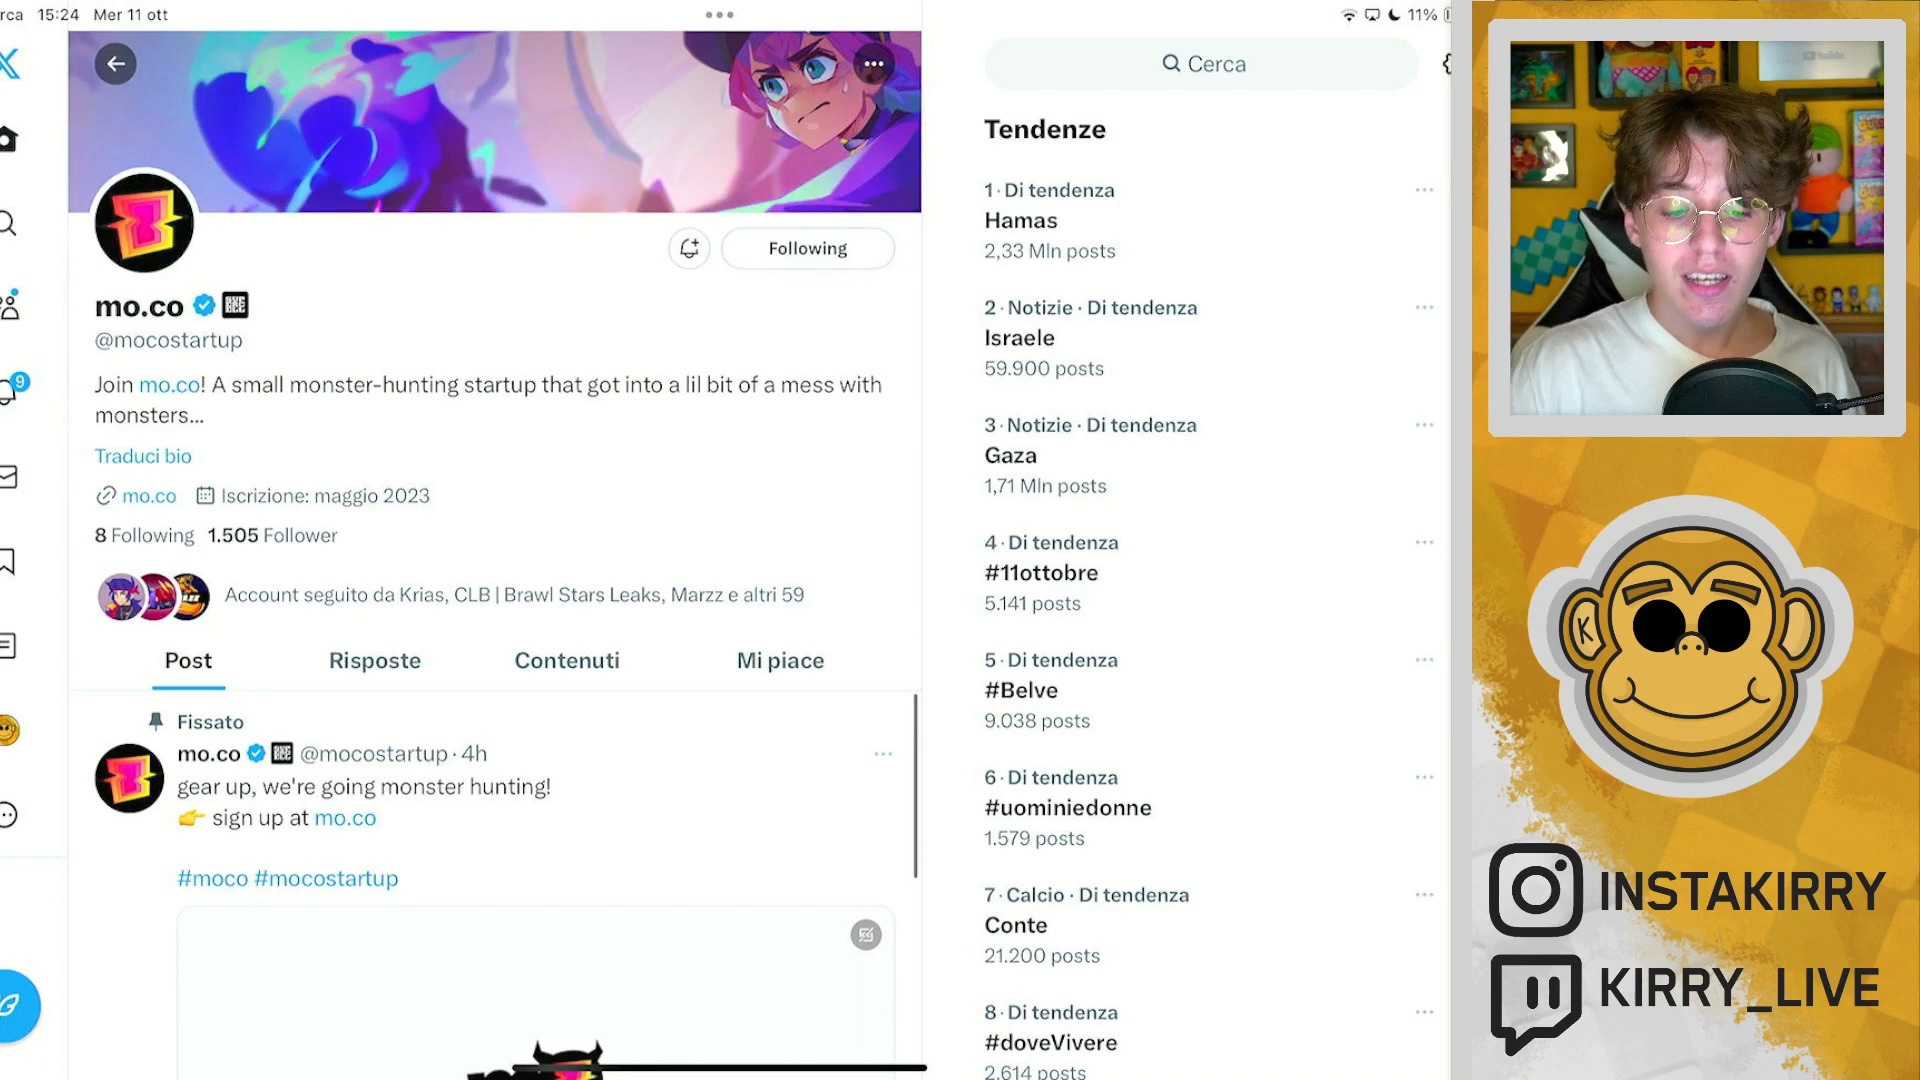 rca 15:24 Mer 11 ott
11%
Following
mo.co
@mocostartup
Join mo.co! A small monster-hunting startup that got into a lil bit of a mess with
monsters...
Traduci bio
mo.co Iscrizione: maggio 2023
8 Following 1.505 Follower
Account seguito da Krias, CLB | Brawl Stars Leaks, Marzz e altri 59
Post Risposte Contenuti Mi piace
Fissato
mo.co @mocostartup · 4h
gear up, we're going monster hunting!
👉 sign up at mo.co
#moco #mocostartup
9
Cerca
Tendenze
1 · Di tendenza
Hamas
2,33 Mln posts
2 · Notizie · Di tendenza
Israele
59.900 posts
3 · Notizie · Di tendenza
Gaza
1,71 Mln posts
4 · Di tendenza
#11ottobre
5.141 posts
5 · Di tendenza
#Belve
9.038 posts
6 · Di tendenza
#uominiedonne
1.579 posts
7 · Calcio · Di tendenza
Conte
21.200 posts
8 · Di tendenza
#doveVivere
2.614 posts
K
INSTAKIRRY
KIRRY_LIVE